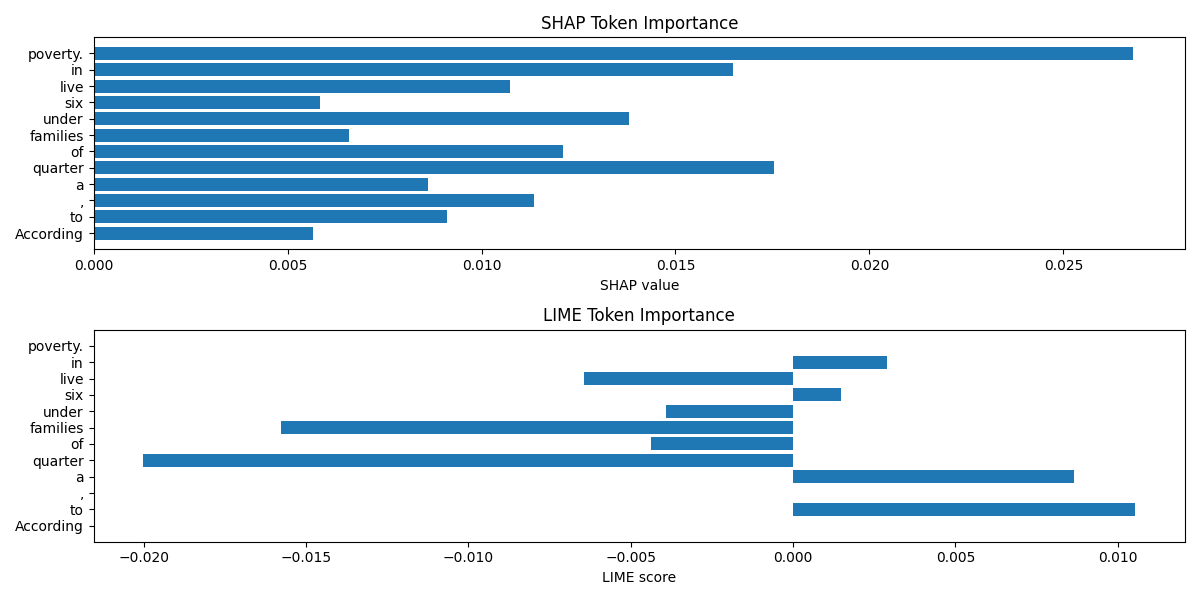 SHAP Token Importance
poverty.
in
live
six
under
families
of
quarter
a
,
to
According
0.000 0.005 0.010 0.015 0.020 0.025
SHAP value
LIME Token Importance
poverty.
in
live
six
under
families
of
quarter
a
,
to
According
−0.020 −0.015 −0.010 −0.005 0.000 0.005 0.010
LIME score